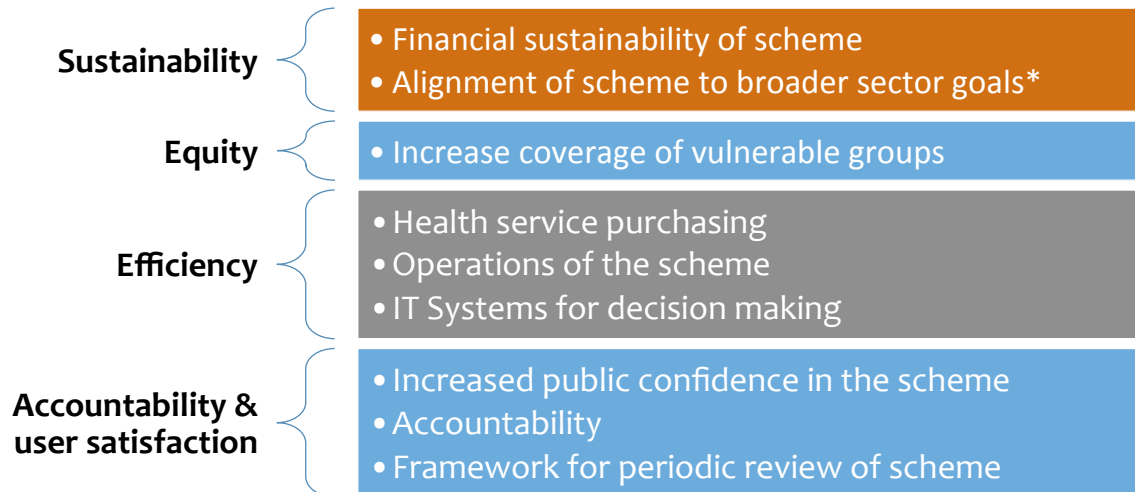 Sustainability
• Financial sustainability of scheme
• Alignment of scheme to broader sector goals*
Equity
• Increase coverage of vulnerable groups
Efficiency
• Health service purchasing
• Operations of the scheme
• IT Systems for decision making
Accountability &
user satisfaction
• Increased public confidence in the scheme
• Accountability
• Framework for periodic review of scheme